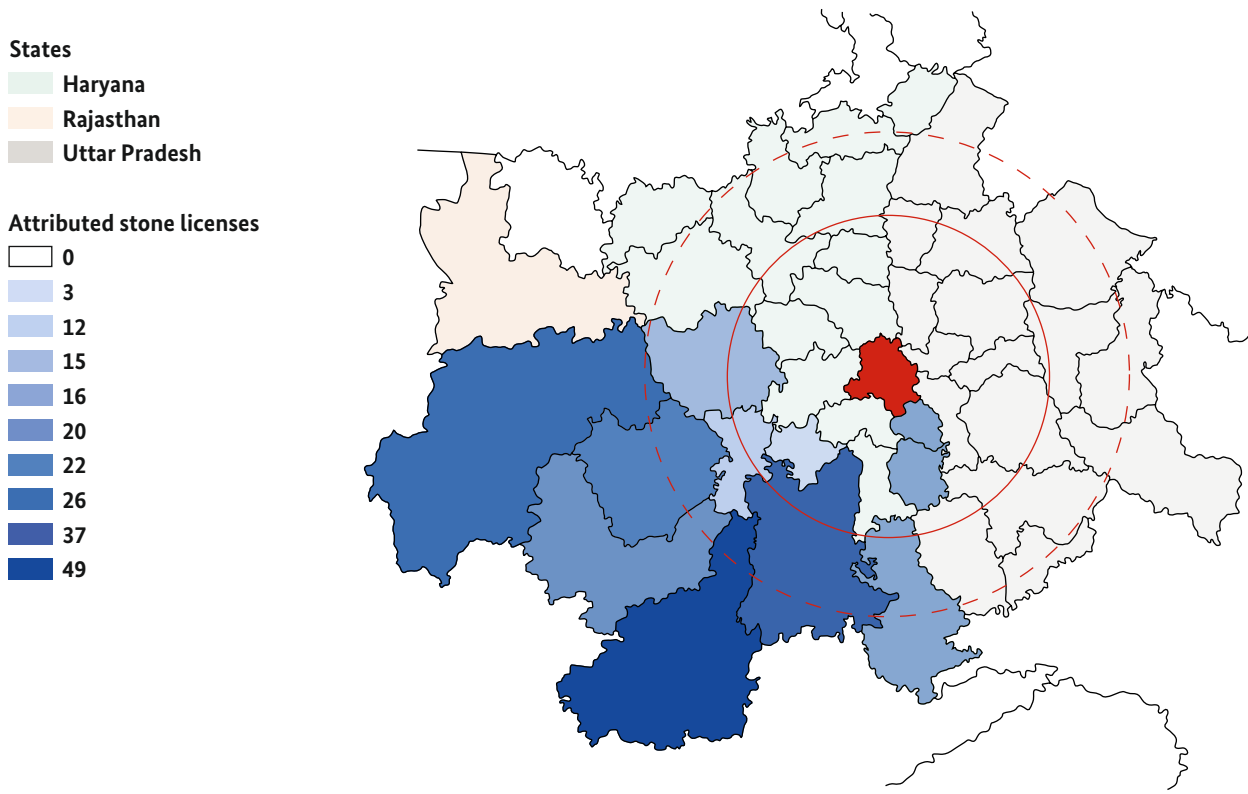 States
Haryana
Rajasthan
Uttar Pradesh
Attributed stone licenses
0
3
12
15
16
20
22
26
37
49